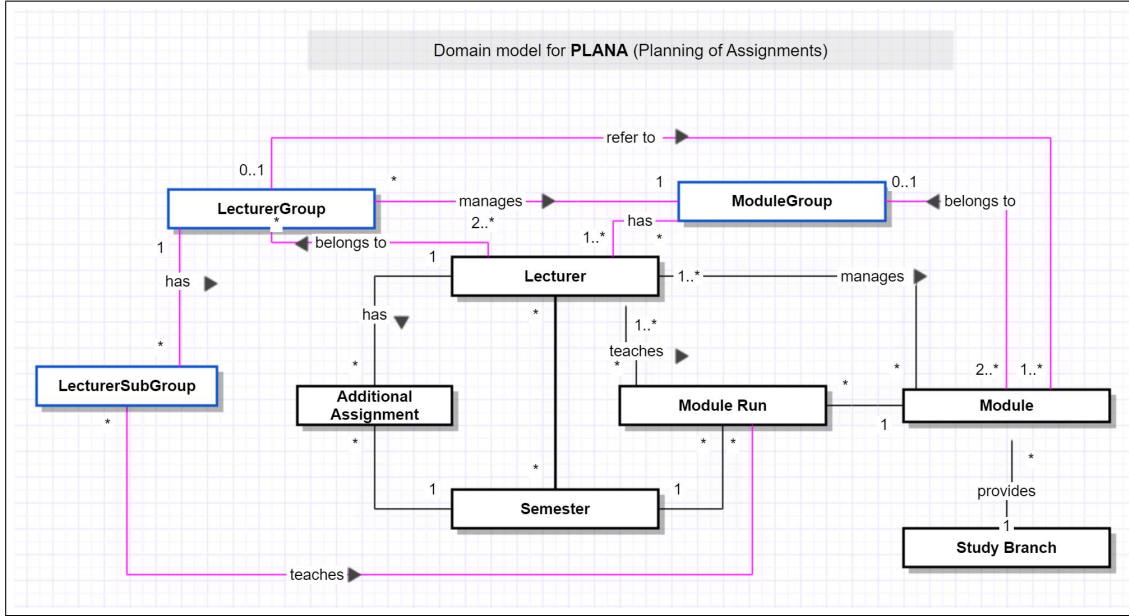 Domain model for PLANA (Planning of Assignments)
refer to
0..1
*
1
0..1
LecturerGroup
*
manages
ModuleGroup
belongs to
2..*
has
1..*
*
1
belongs to
1
Lecturer
1..*
manages
has
has
*
1..*
teaches
*
*
*
*
2..*
1..*
LecturerSubGroup
Additional
Assignment
Module Run
*
Module
1
*
*
*
*
*
*
1
1
provides
Semester
1
Study Branch
teaches